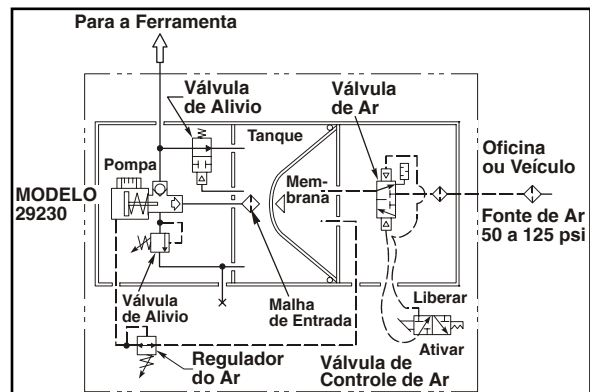 Para a Ferramenta
Válvula
de Alivio
Tanque
Válvula
de Ar
Oficina
ou Veículo
Pompa
Mem-
brana
MODELO
29230
Fonte de Ar
50 a 125 psi
Válvula
de Alivio
Malha
de Entrada
Liberar
Ativar
Regulador
do Ar
Válvula de
Controle de Ar